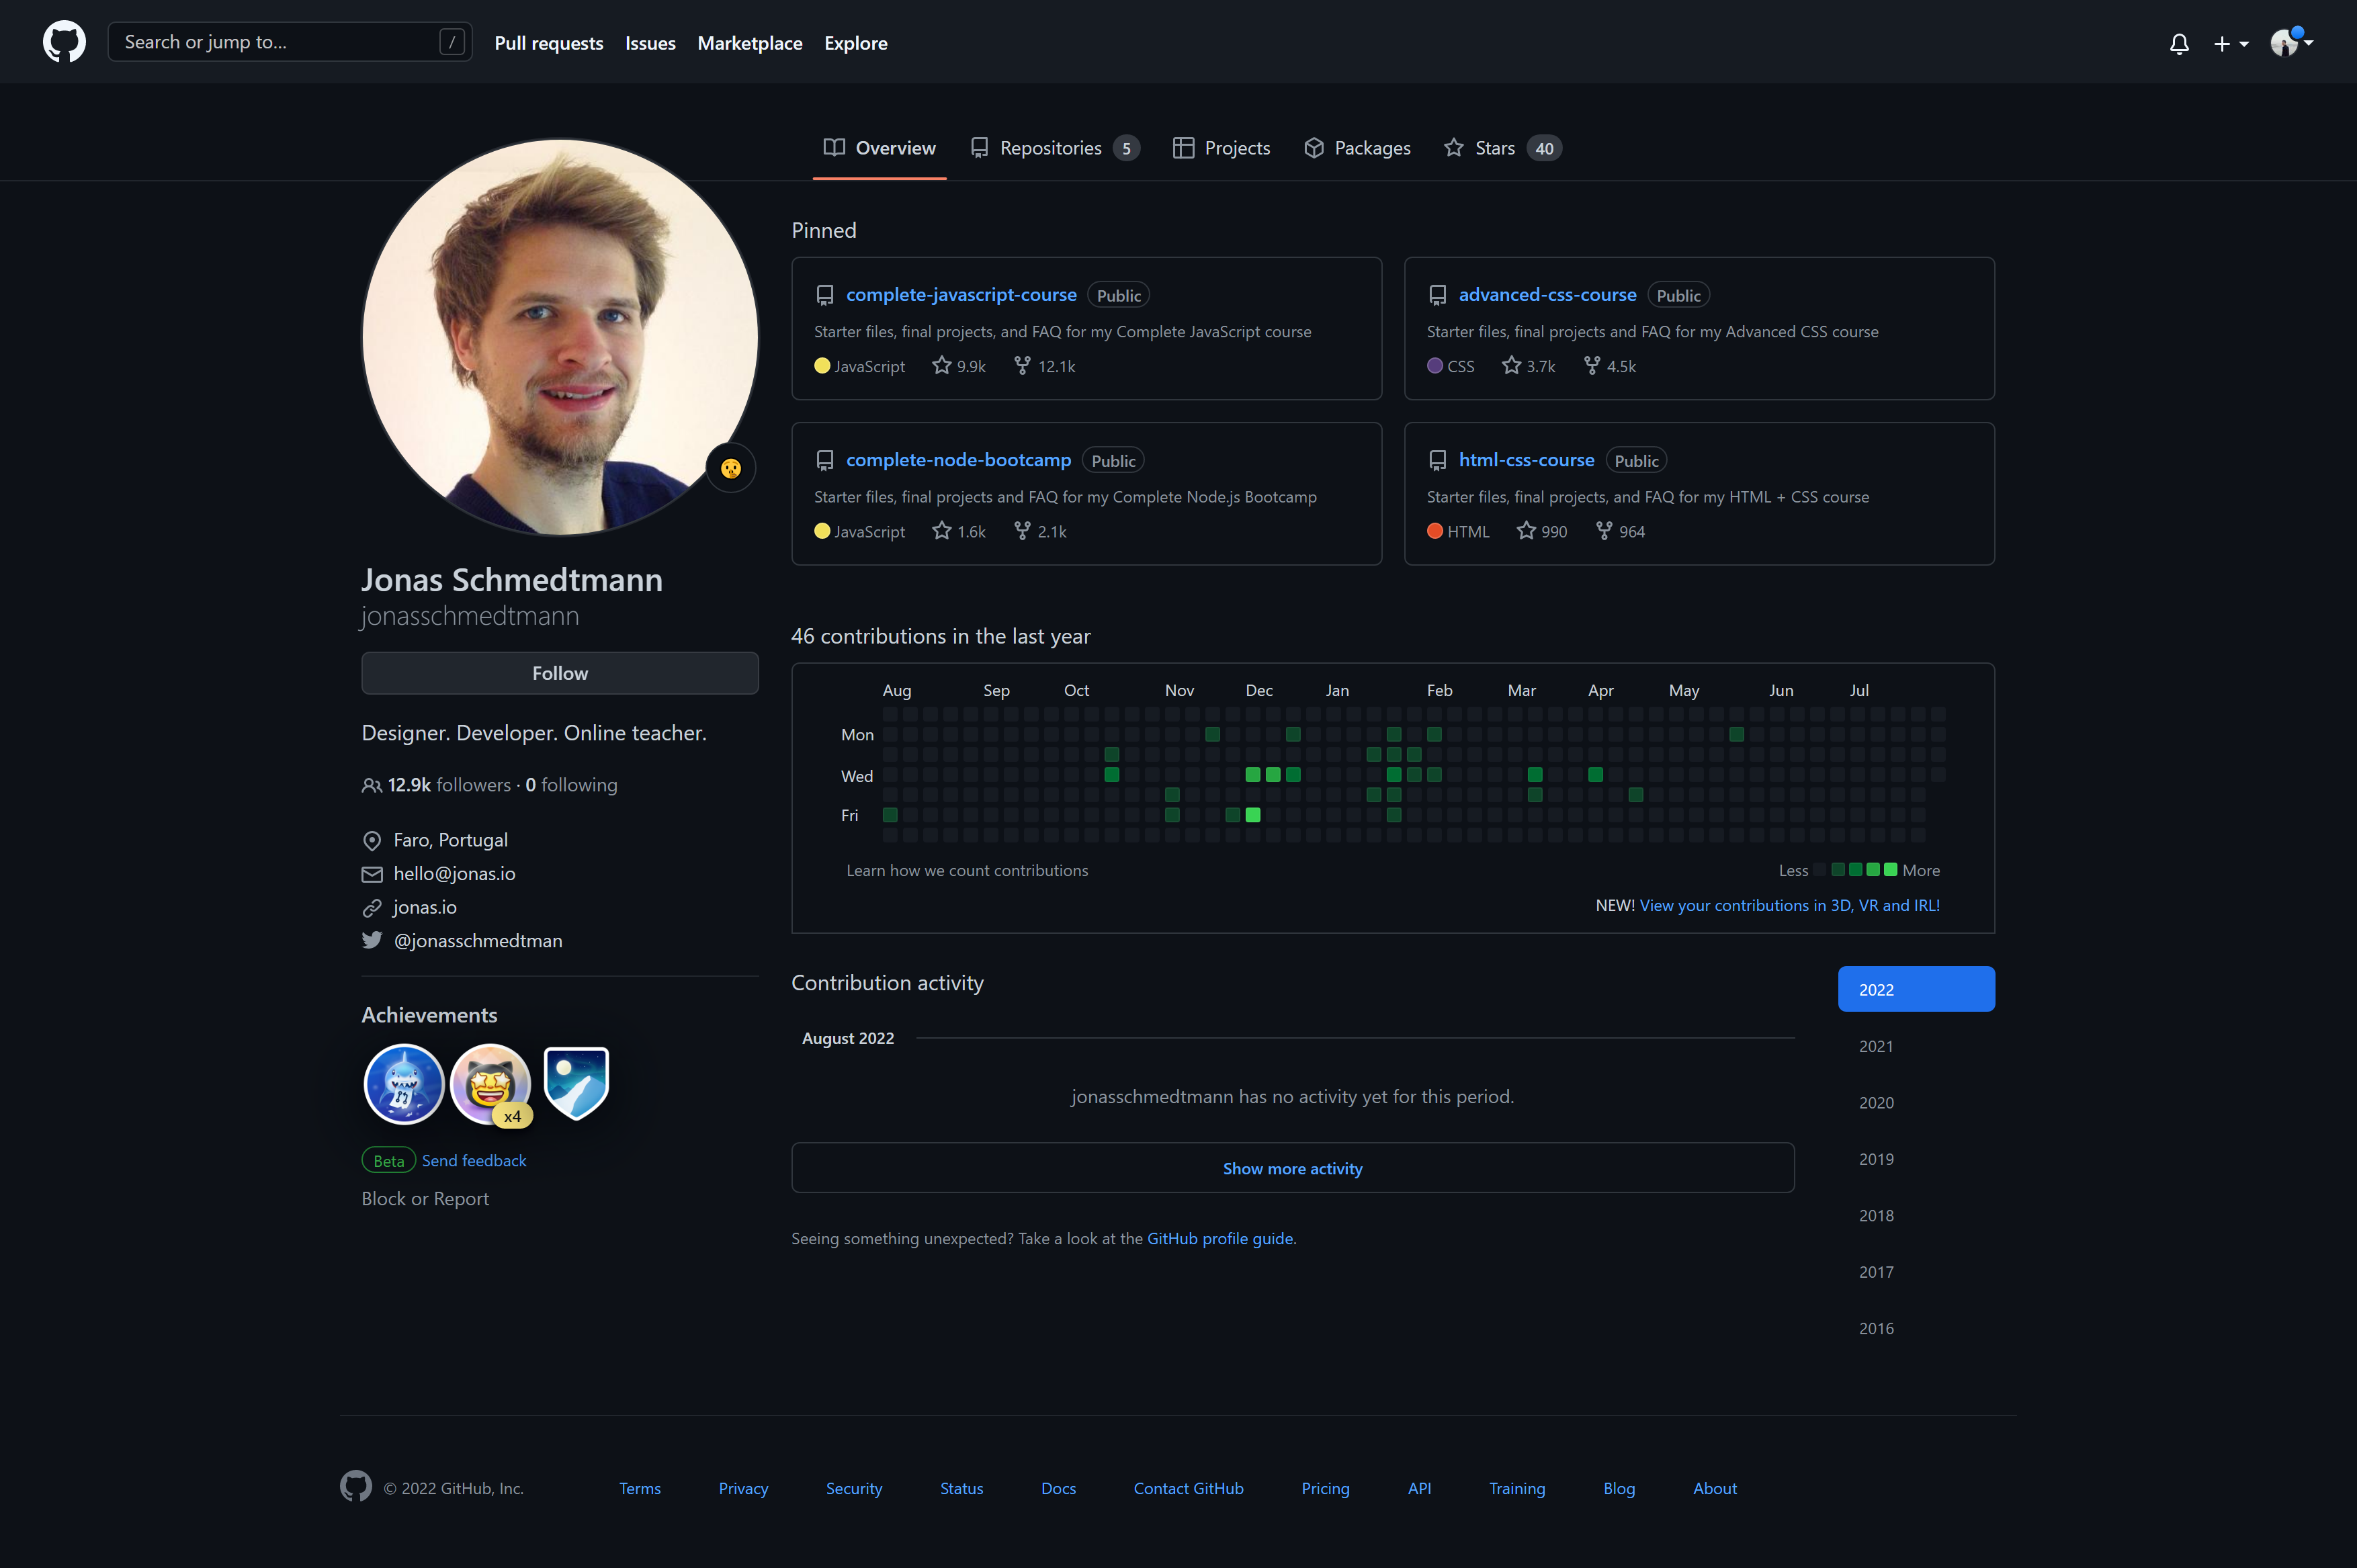 Search or jump to... /
Pull requests Issues Marketplace Explore
Overview Repositories 5 Projects Packages Stars 40
Jonas Schmedtmann
jonasschmedtmann
Follow
Designer. Developer. Online teacher.
12.9k followers · 0 following
Faro, Portugal
hello@jonas.io
jonas.io
@jonasschmedtman
Achievements
x4
Beta Send feedback
Block or Report
Pinned
complete-javascript-course Public
Starter files, final projects, and FAQ for my Complete JavaScript course
JavaScript 9.9k 12.1k
advanced-css-course Public
Starter files, final projects and FAQ for my Advanced CSS course
CSS 3.7k 4.5k
complete-node-bootcamp Public
Starter files, final projects and FAQ for my Complete Node.js Bootcamp
JavaScript 1.6k 2.1k
html-css-course Public
Starter files, final projects, and FAQ for my HTML + CSS course
HTML 990 964
46 contributions in the last year
Aug Sep Oct Nov Dec Jan Feb Mar Apr May Jun Jul
Mon
Wed
Fri
Learn how we count contributions
Less More
NEW! View your contributions in 3D, VR and IRL!
Contribution activity
August 2022
jonasschmedtmann has no activity yet for this period.
Show more activity
Seeing something unexpected? Take a look at the GitHub profile guide.
2022
2021
2020
2019
2018
2017
2016
© 2022 GitHub, Inc. Terms Privacy Security Status Docs Contact GitHub Pricing API Training Blog About